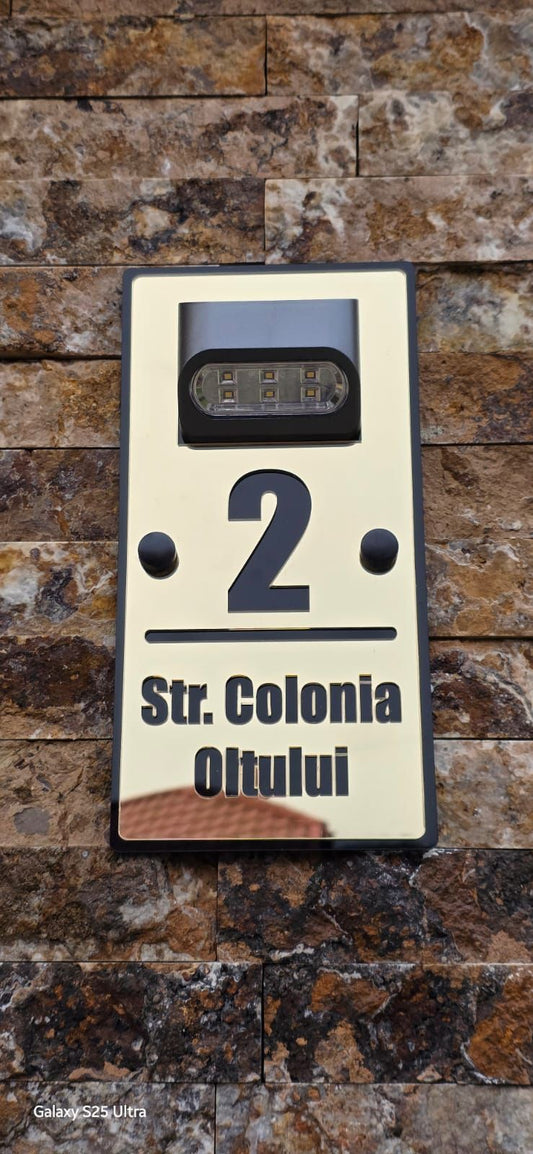 2
Str. Colonia
Oltului
Galaxy S25 Ultra